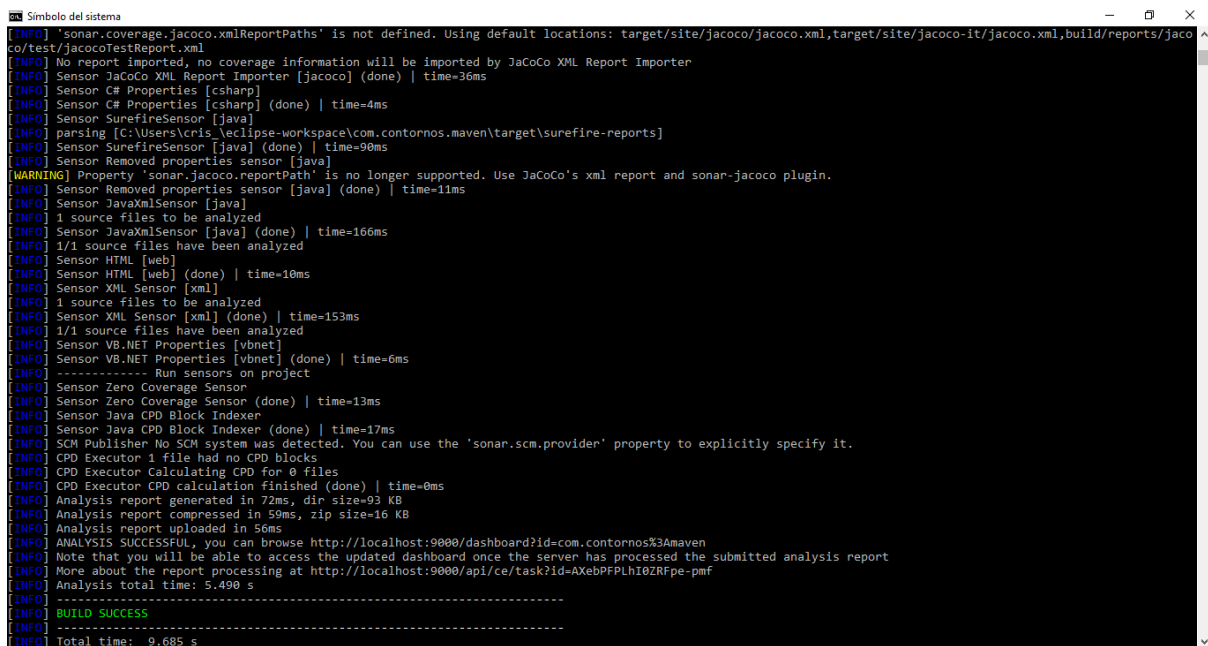 Símbolo del sistema
[INFO] 'sonar.coverage.jacoco.xmlReportPaths' is not defined. Using default locations: target/site/jacoco/jacoco.xml,target/site/jacoco-it/jacoco.xml,build/reports/jaco
co/test/jacocoTestReport.xml
[INFO] No report imported, no coverage information will be imported by JaCoCo XML Report Importer
[INFO] Sensor JaCoCo XML Report Importer [jacoco] (done) | time=36ms
[INFO] Sensor C# Properties [csharp]
[INFO] Sensor C# Properties [csharp] (done) | time=4ms
[INFO] Sensor SurefireSensor [java]
[INFO] parsing [C:\Users\cris_\eclipse-workspace\com.contornos.maven\target\surefire-reports]
[INFO] Sensor SurefireSensor [java] (done) | time=90ms
[INFO] Sensor Removed properties sensor [java]
[WARNING] Property 'sonar.jacoco.reportPath' is no longer supported. Use JaCoCo's xml report and sonar-jacoco plugin.
[INFO] Sensor Removed properties sensor [java] (done) | time=11ms
[INFO] Sensor JavaXmlSensor [java]
[INFO] 1 source files to be analyzed
[INFO] Sensor JavaXmlSensor [java] (done) | time=166ms
[INFO] 1/1 source files have been analyzed
[INFO] Sensor HTML [web]
[INFO] Sensor HTML [web] (done) | time=10ms
[INFO] Sensor XML Sensor [xml]
[INFO] 1 source files to be analyzed
[INFO] Sensor XML Sensor [xml] (done) | time=153ms
[INFO] 1/1 source files have been analyzed
[INFO] Sensor VB.NET Properties [vbnet]
[INFO] Sensor VB.NET Properties [vbnet] (done) | time=6ms
[INFO] ------------- Run sensors on project
[INFO] Sensor Zero Coverage Sensor
[INFO] Sensor Zero Coverage Sensor (done) | time=13ms
[INFO] Sensor Java CPD Block Indexer
[INFO] Sensor Java CPD Block Indexer (done) | time=17ms
[INFO] SCM Publisher No SCM system was detected. You can use the 'sonar.scm.provider' property to explicitly specify it.
[INFO] CPD Executor 1 file had no CPD blocks
[INFO] CPD Executor Calculating CPD for 0 files
[INFO] CPD Executor CPD calculation finished (done) | time=0ms
[INFO] Analysis report generated in 72ms, dir size=93 KB
[INFO] Analysis report compressed in 59ms, zip size=16 KB
[INFO] Analysis report uploaded in 56ms
[INFO] ANALYSIS SUCCESSFUL, you can browse http://localhost:9000/dashboard?id=com.contornos%3Amaven
[INFO] Note that you will be able to access the updated dashboard once the server has processed the submitted analysis report
[INFO] More about the report processing at http://localhost:9000/api/ce/task?id=AXebPFPLhI0ZRFpe-pmf
[INFO] Analysis total time: 5.490 s
[INFO] ------------------------------------------------------------------------
[INFO] BUILD SUCCESS
[INFO] ------------------------------------------------------------------------
[INFO] Total time:  9.685 s